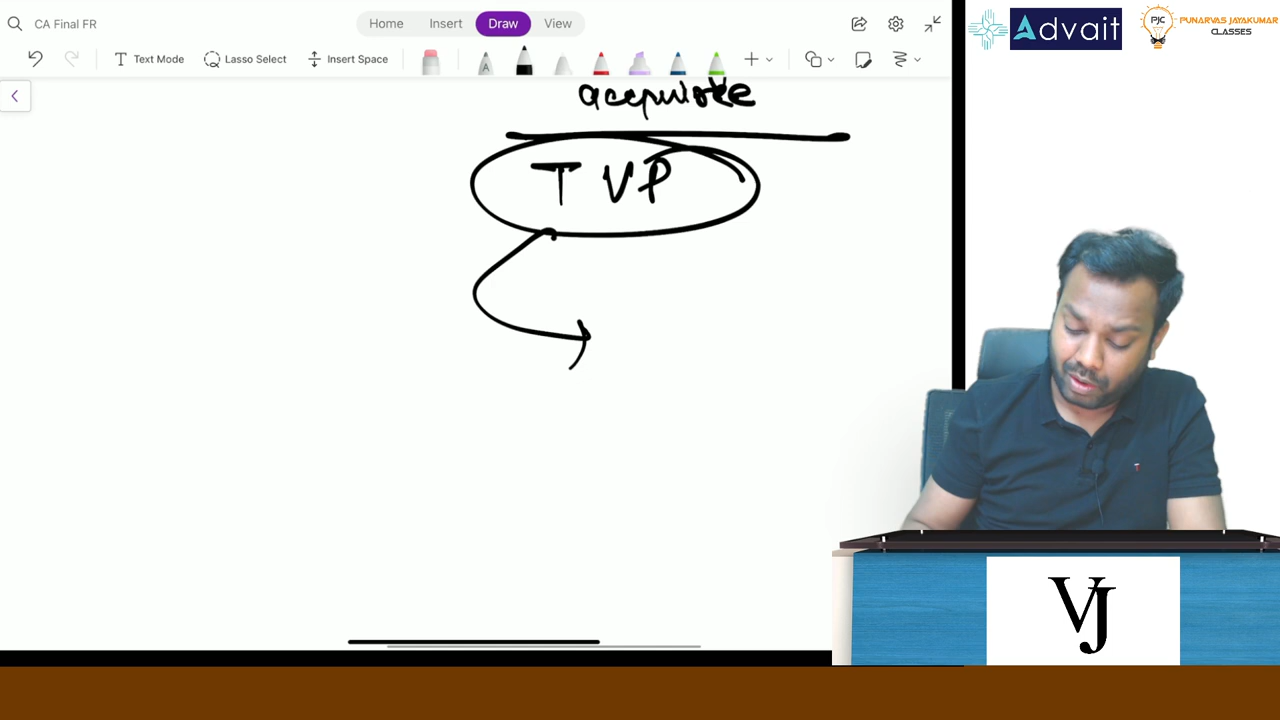 CA Final FR
Home Insert Draw View
Text Mode Lasso Select Insert Space
A
Advait
PJC
PUNARVAS JAYAKUMAR
CLASSES
TVP
VJ